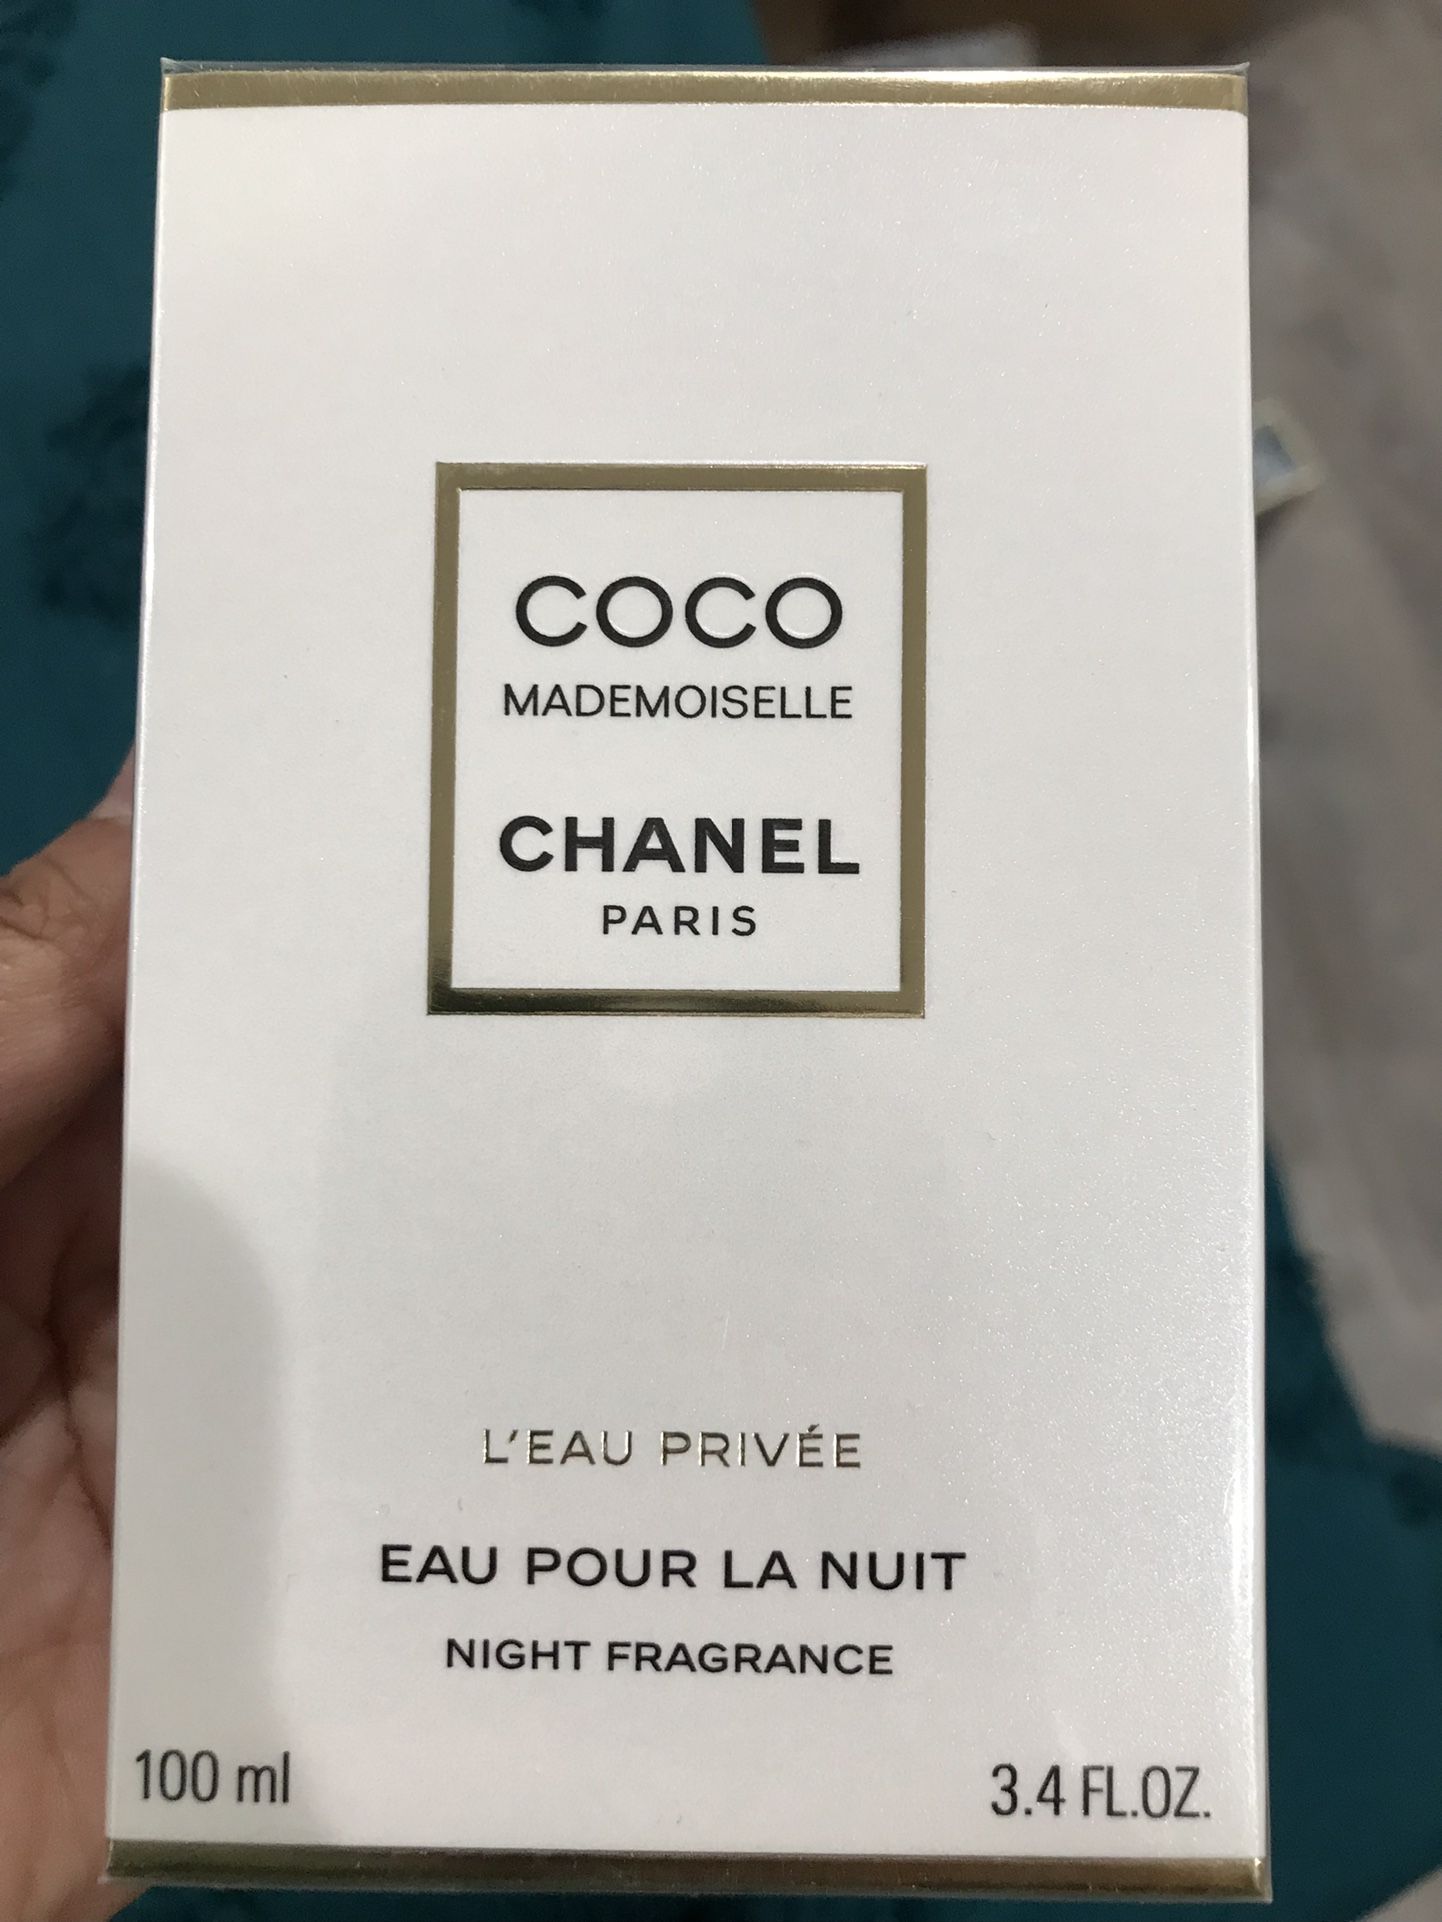 COCO
MADEMOISELLE
CHANEL
PARIS
L'EAU PRIVÉE
EAU POUR LA NUIT
NIGHT FRAGRANCE
100 ml 3.4 FL.OZ.